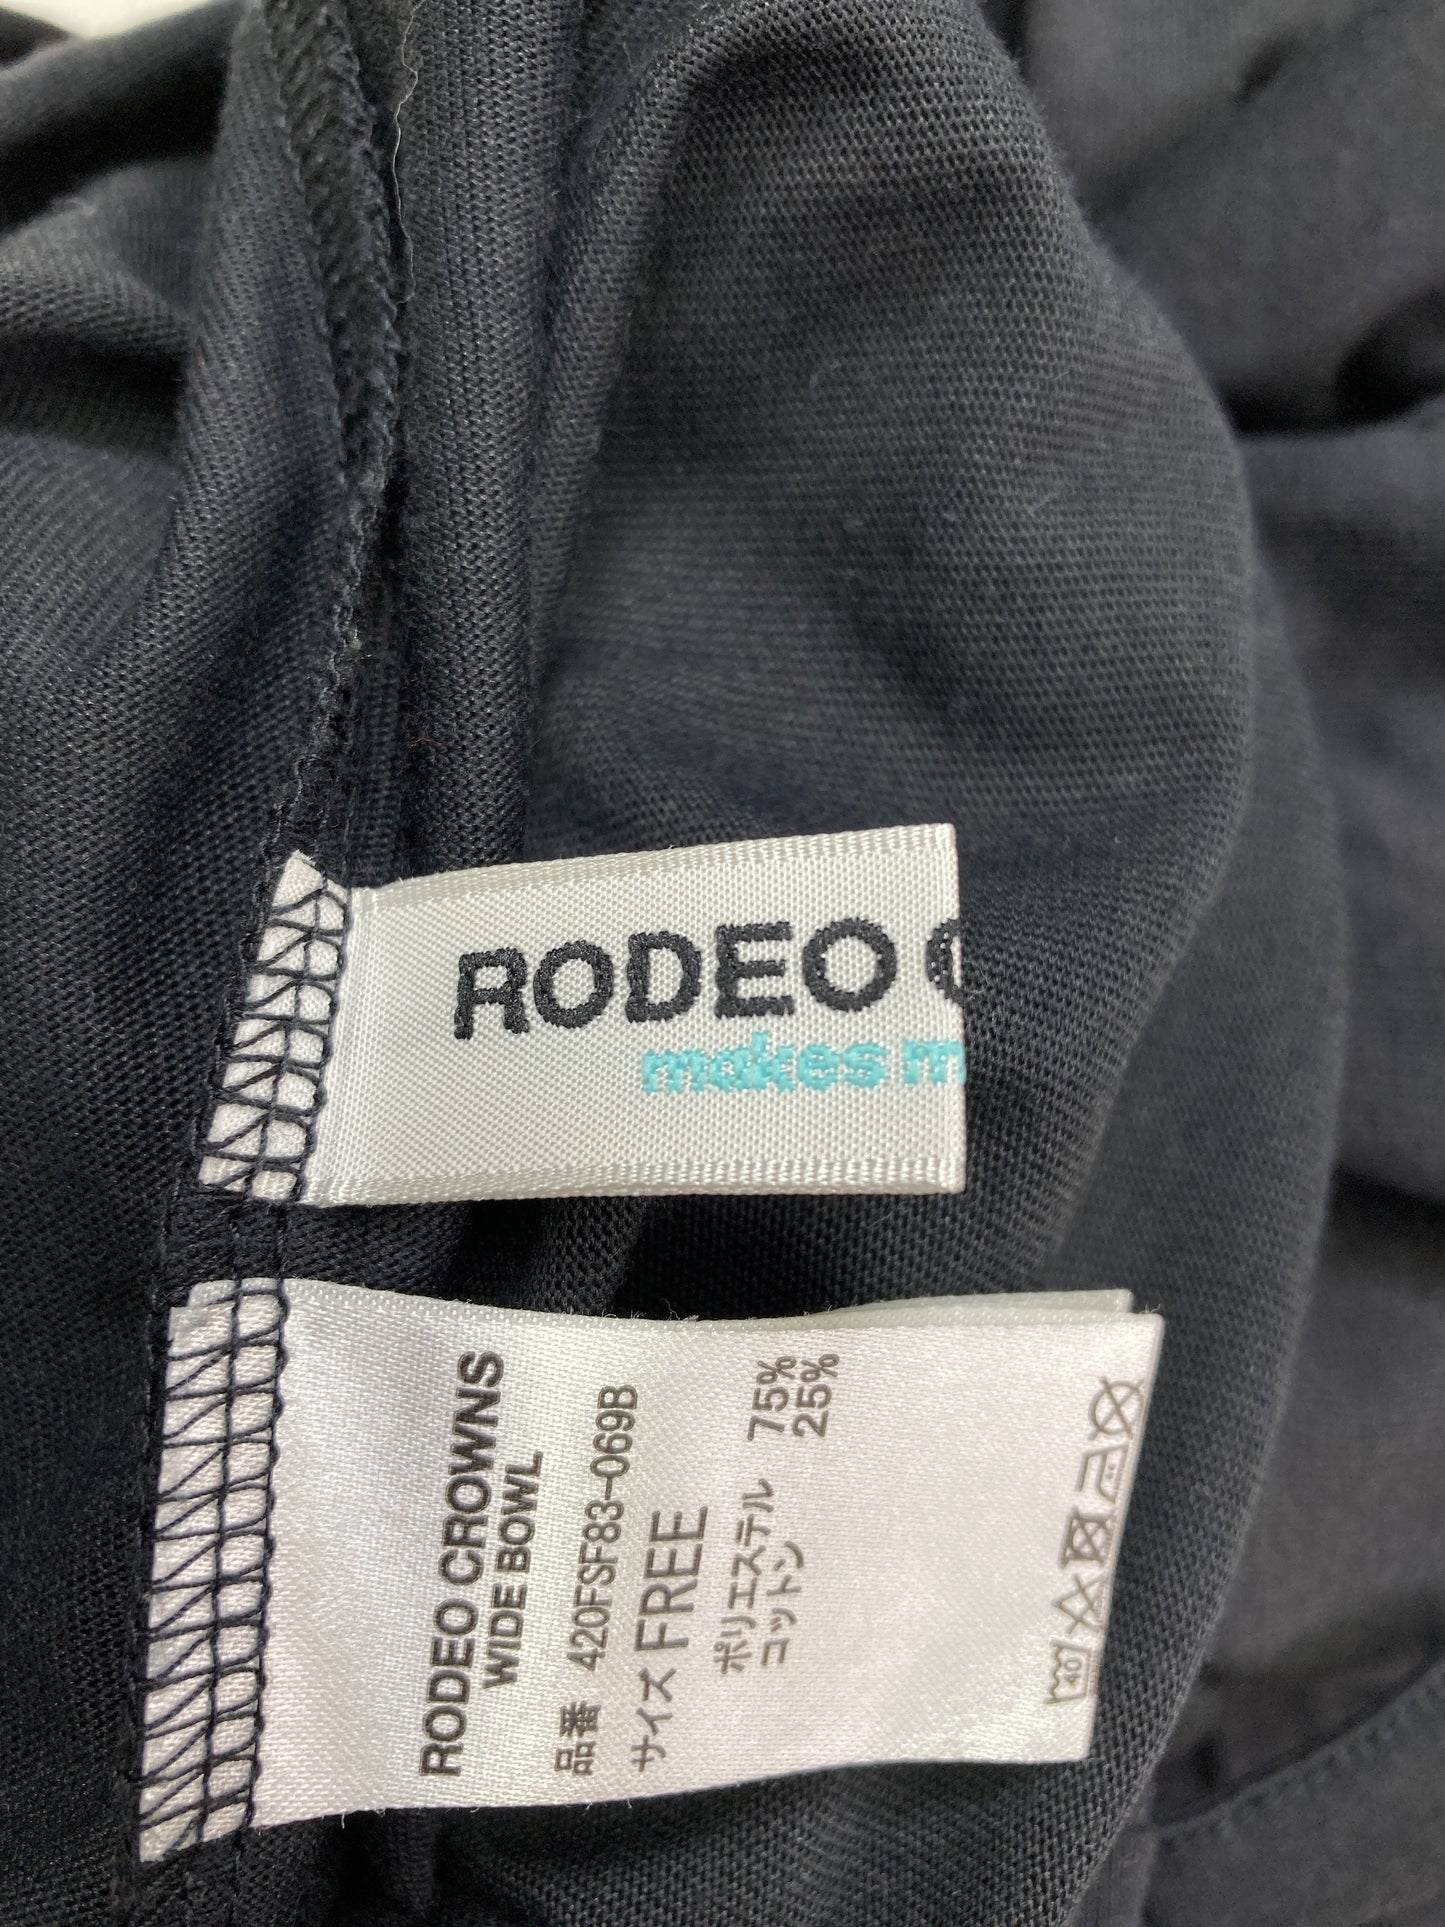 RODEO
makes m
RODEO CROWNS
WIDE BOWL
品番 420FSF83-069B
サイズ FREE
ポリエステル 75%
コットン 25%
40